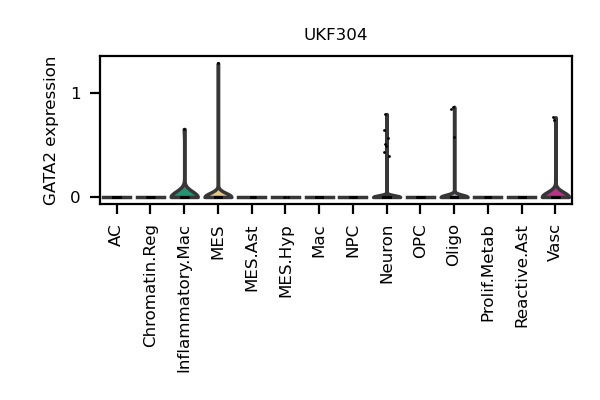 UKF304
GATA2 expression
1
0
AC
Chromatin.Reg
Inflammatory.Mac
MES
MES.Ast
MES.Hyp
Mac
NPC
Neuron
OPC
Oligo
Prolif.Metab
Reactive.Ast
Vasc